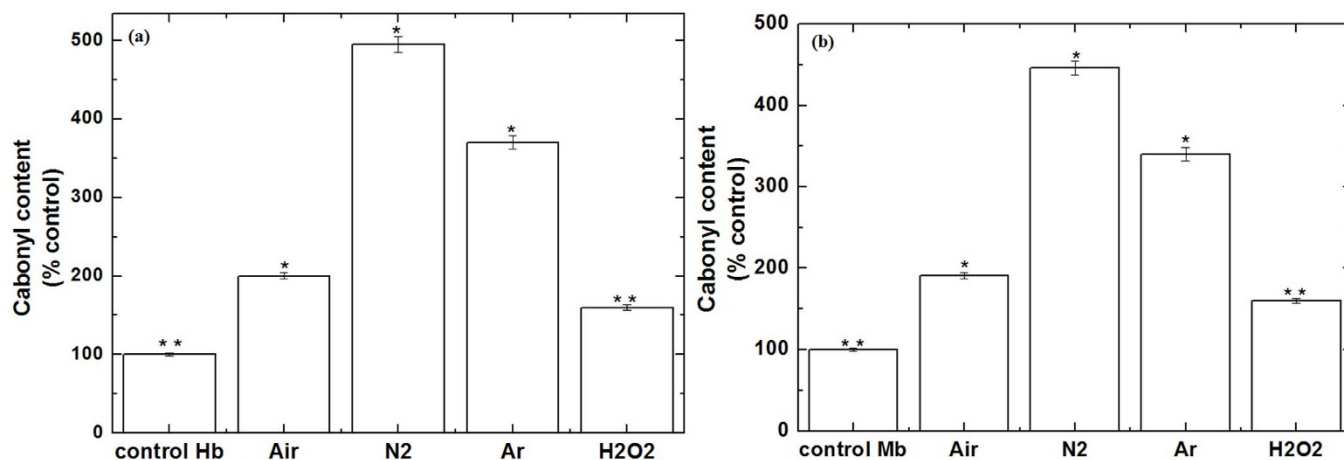 (a)
Cabonyl content
(% control)
500
400
300
200
100
0
* *
*
*
*
* *
control Hb Air N2 Ar H2O2
(b)
Cabonyl content
(% control)
500
400
300
200
100
0
* *
*
*
*
* *
control Mb Air N2 Ar H2O2